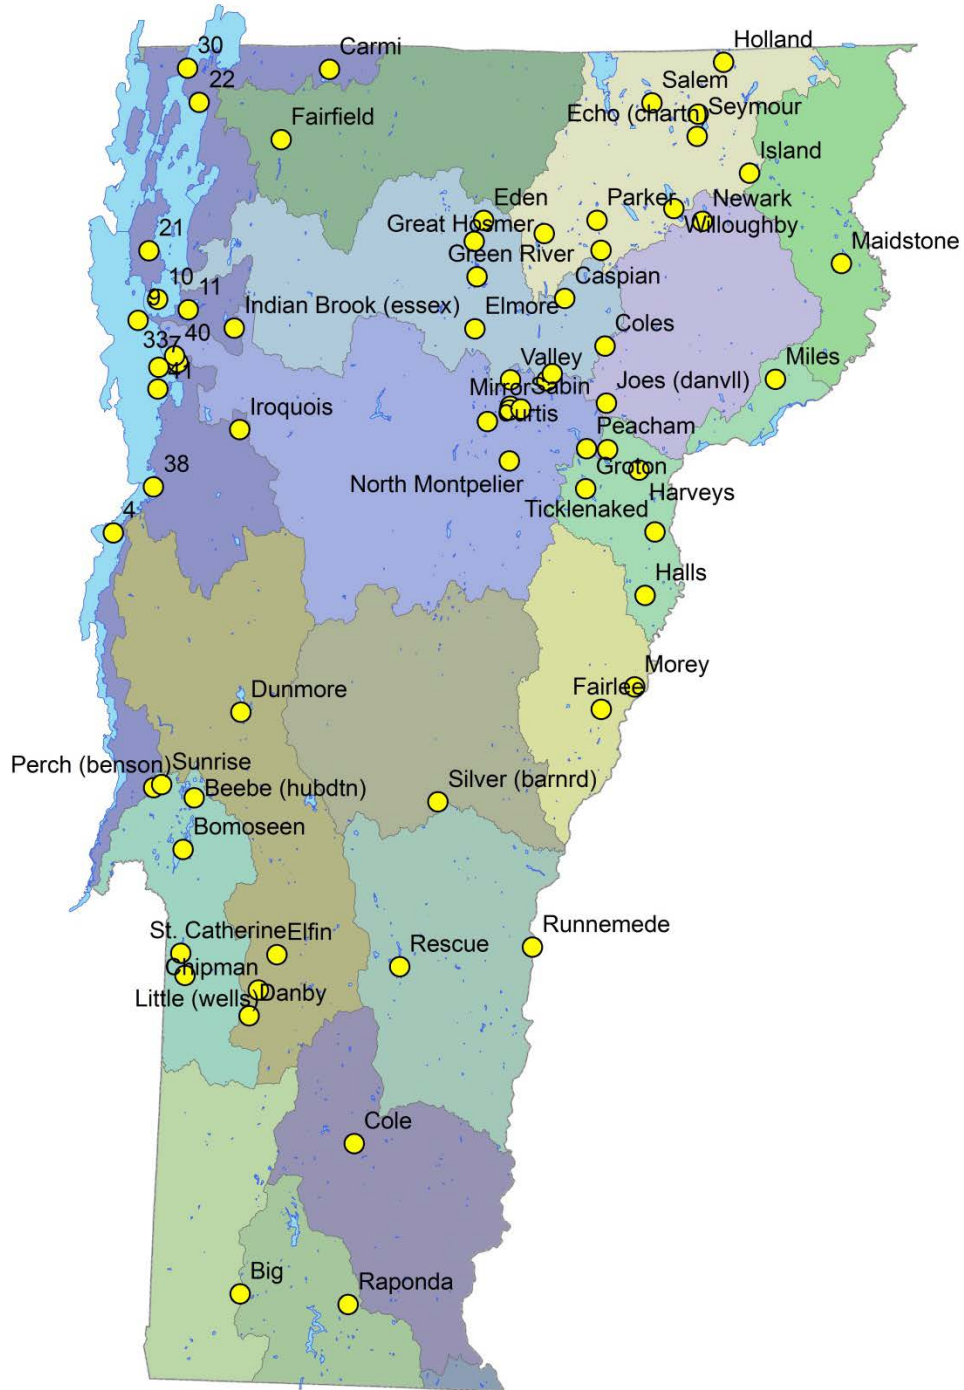 30
Carmi
Holland
22
Salem
Fairfield
Echo (chartn)
Seymour
Island
Eden
Parker
Newark
Great Hosmer
Willoughby
21
Green River
Maidstone
10
Caspian
9
11
Indian Brook (essex)
Elmore
33
7
40
Coles
41
Valley
Miles
Mirror
Sabin
Joes (danvll)
Curtis
Iroquois
Peacham
38
North Montpelier
Groton
Harveys
4
Ticklenaked
Halls
Morey
Dunmore
Fairlee
Perch (benson)
Sunrise
Beebe (hubdtn)
Silver (barnrd)
Bomoseen
St. Catherine
Elfin
Rescue
Runnemede
Chipman
Little (wells)
Danby
Cole
Big
Raponda